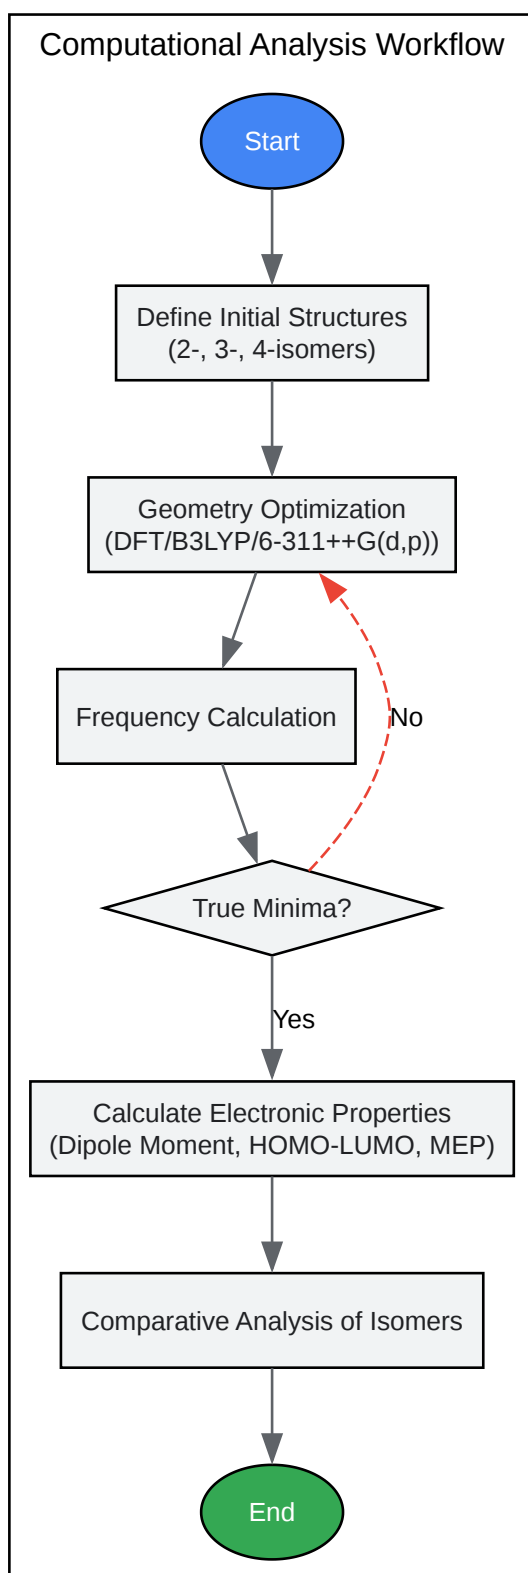 Computational Analysis Workflow
Start
Define Initial Structures
(2-, 3-, 4-isomers)
Geometry Optimization
(DFT/B3LYP/6-311++G(d,p))
Frequency Calculation
No
True Minima?
Yes
Calculate Electronic Properties
(Dipole Moment, HOMO-LUMO, MEP)
Comparative Analysis of Isomers
End